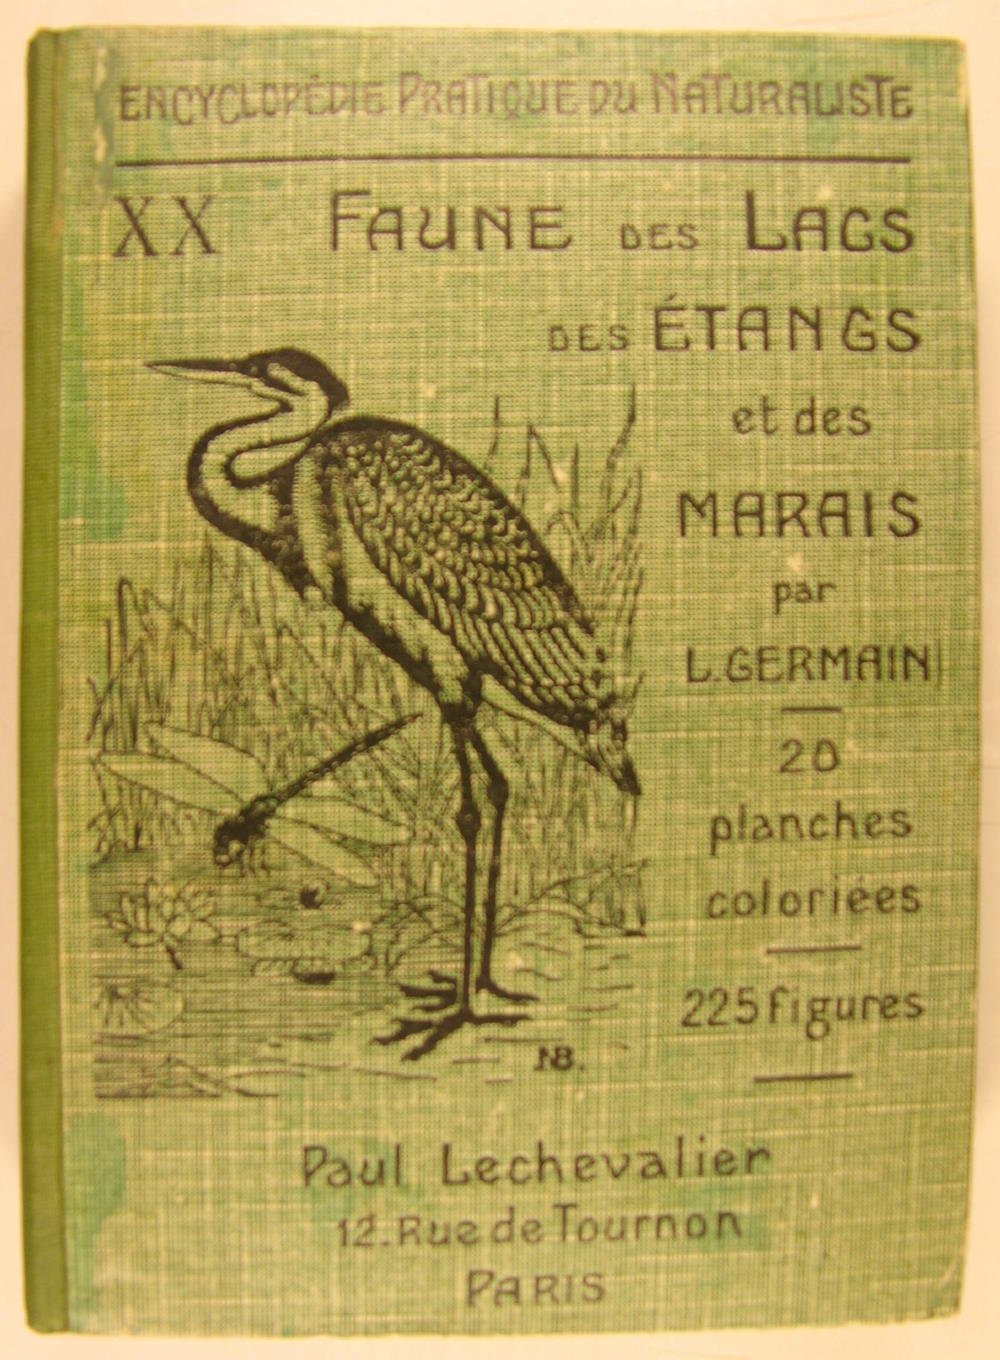 ENCYCLOPÉDIE PRATIQUE DU NATURALISTE
XX FAUNE DES LACS
DES ÉTANGS
et des
MARAIS
par
L. GERMAIN
20
planches
coloriées
225 figures
NB.
Paul Lechevalier
12. Rue de Tournon
PARIS